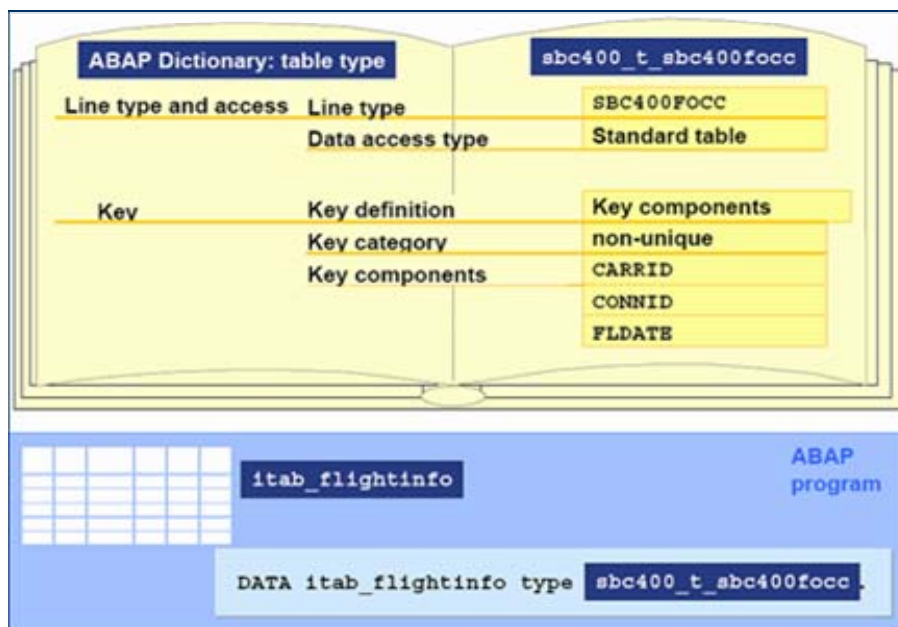 ABAP Dictionary: table type
sbc400_t_sbc400focc
Line type and access Line type SBC400FOCC
Data access type Standard table
Key Key definition Key components
Key category non-unique
Key components CARRID
CONNID
FLDATE
itab_flightinfo
ABAP
program
DATA itab_flightinfo type sbc400_t_sbc400focc.